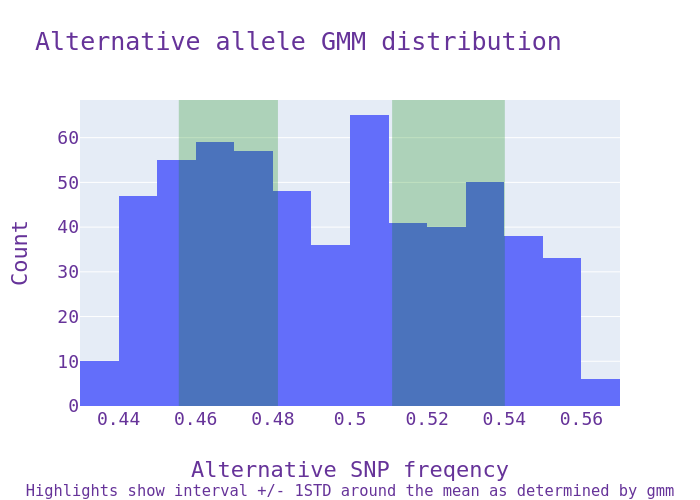 Alternative allele GMM distribution
60
50
40
30
20
10
0
Count
0.44 0.46 0.48 0.5 0.52 0.54 0.56
Alternative SNP freqency
Highlights show interval +/- 1STD around the mean as determined by gmm